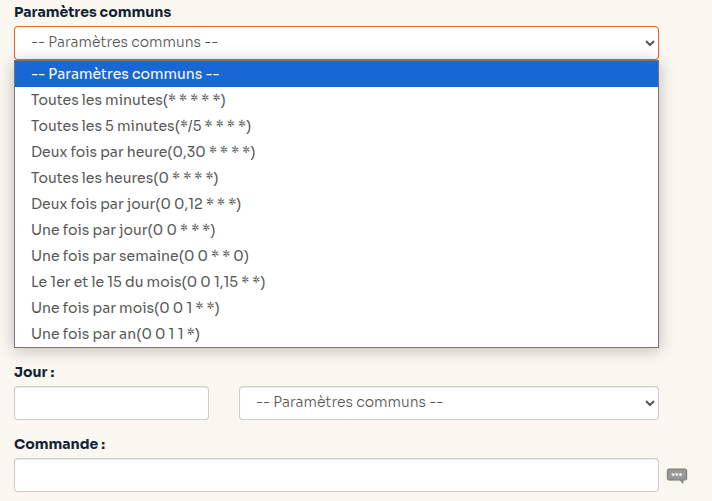 Paramètres communs
-- Paramètres communs --
-- Paramètres communs --
Toutes les minutes(* * * * *)
Toutes les 5 minutes(*/5 * * * *)
Deux fois par heure(0,30 * * * *)
Toutes les heures(0 * * * *)
Deux fois par jour(0 0,12 * * *)
Une fois par jour(0 0 * * *)
Une fois par semaine(0 0 * * 0)
Le 1er et le 15 du mois(0 0 1,15 * *)
Une fois par mois(0 0 1 * *)
Une fois par an(0 0 1 1 *)
Jour :
-- Paramètres communs --
Commande :